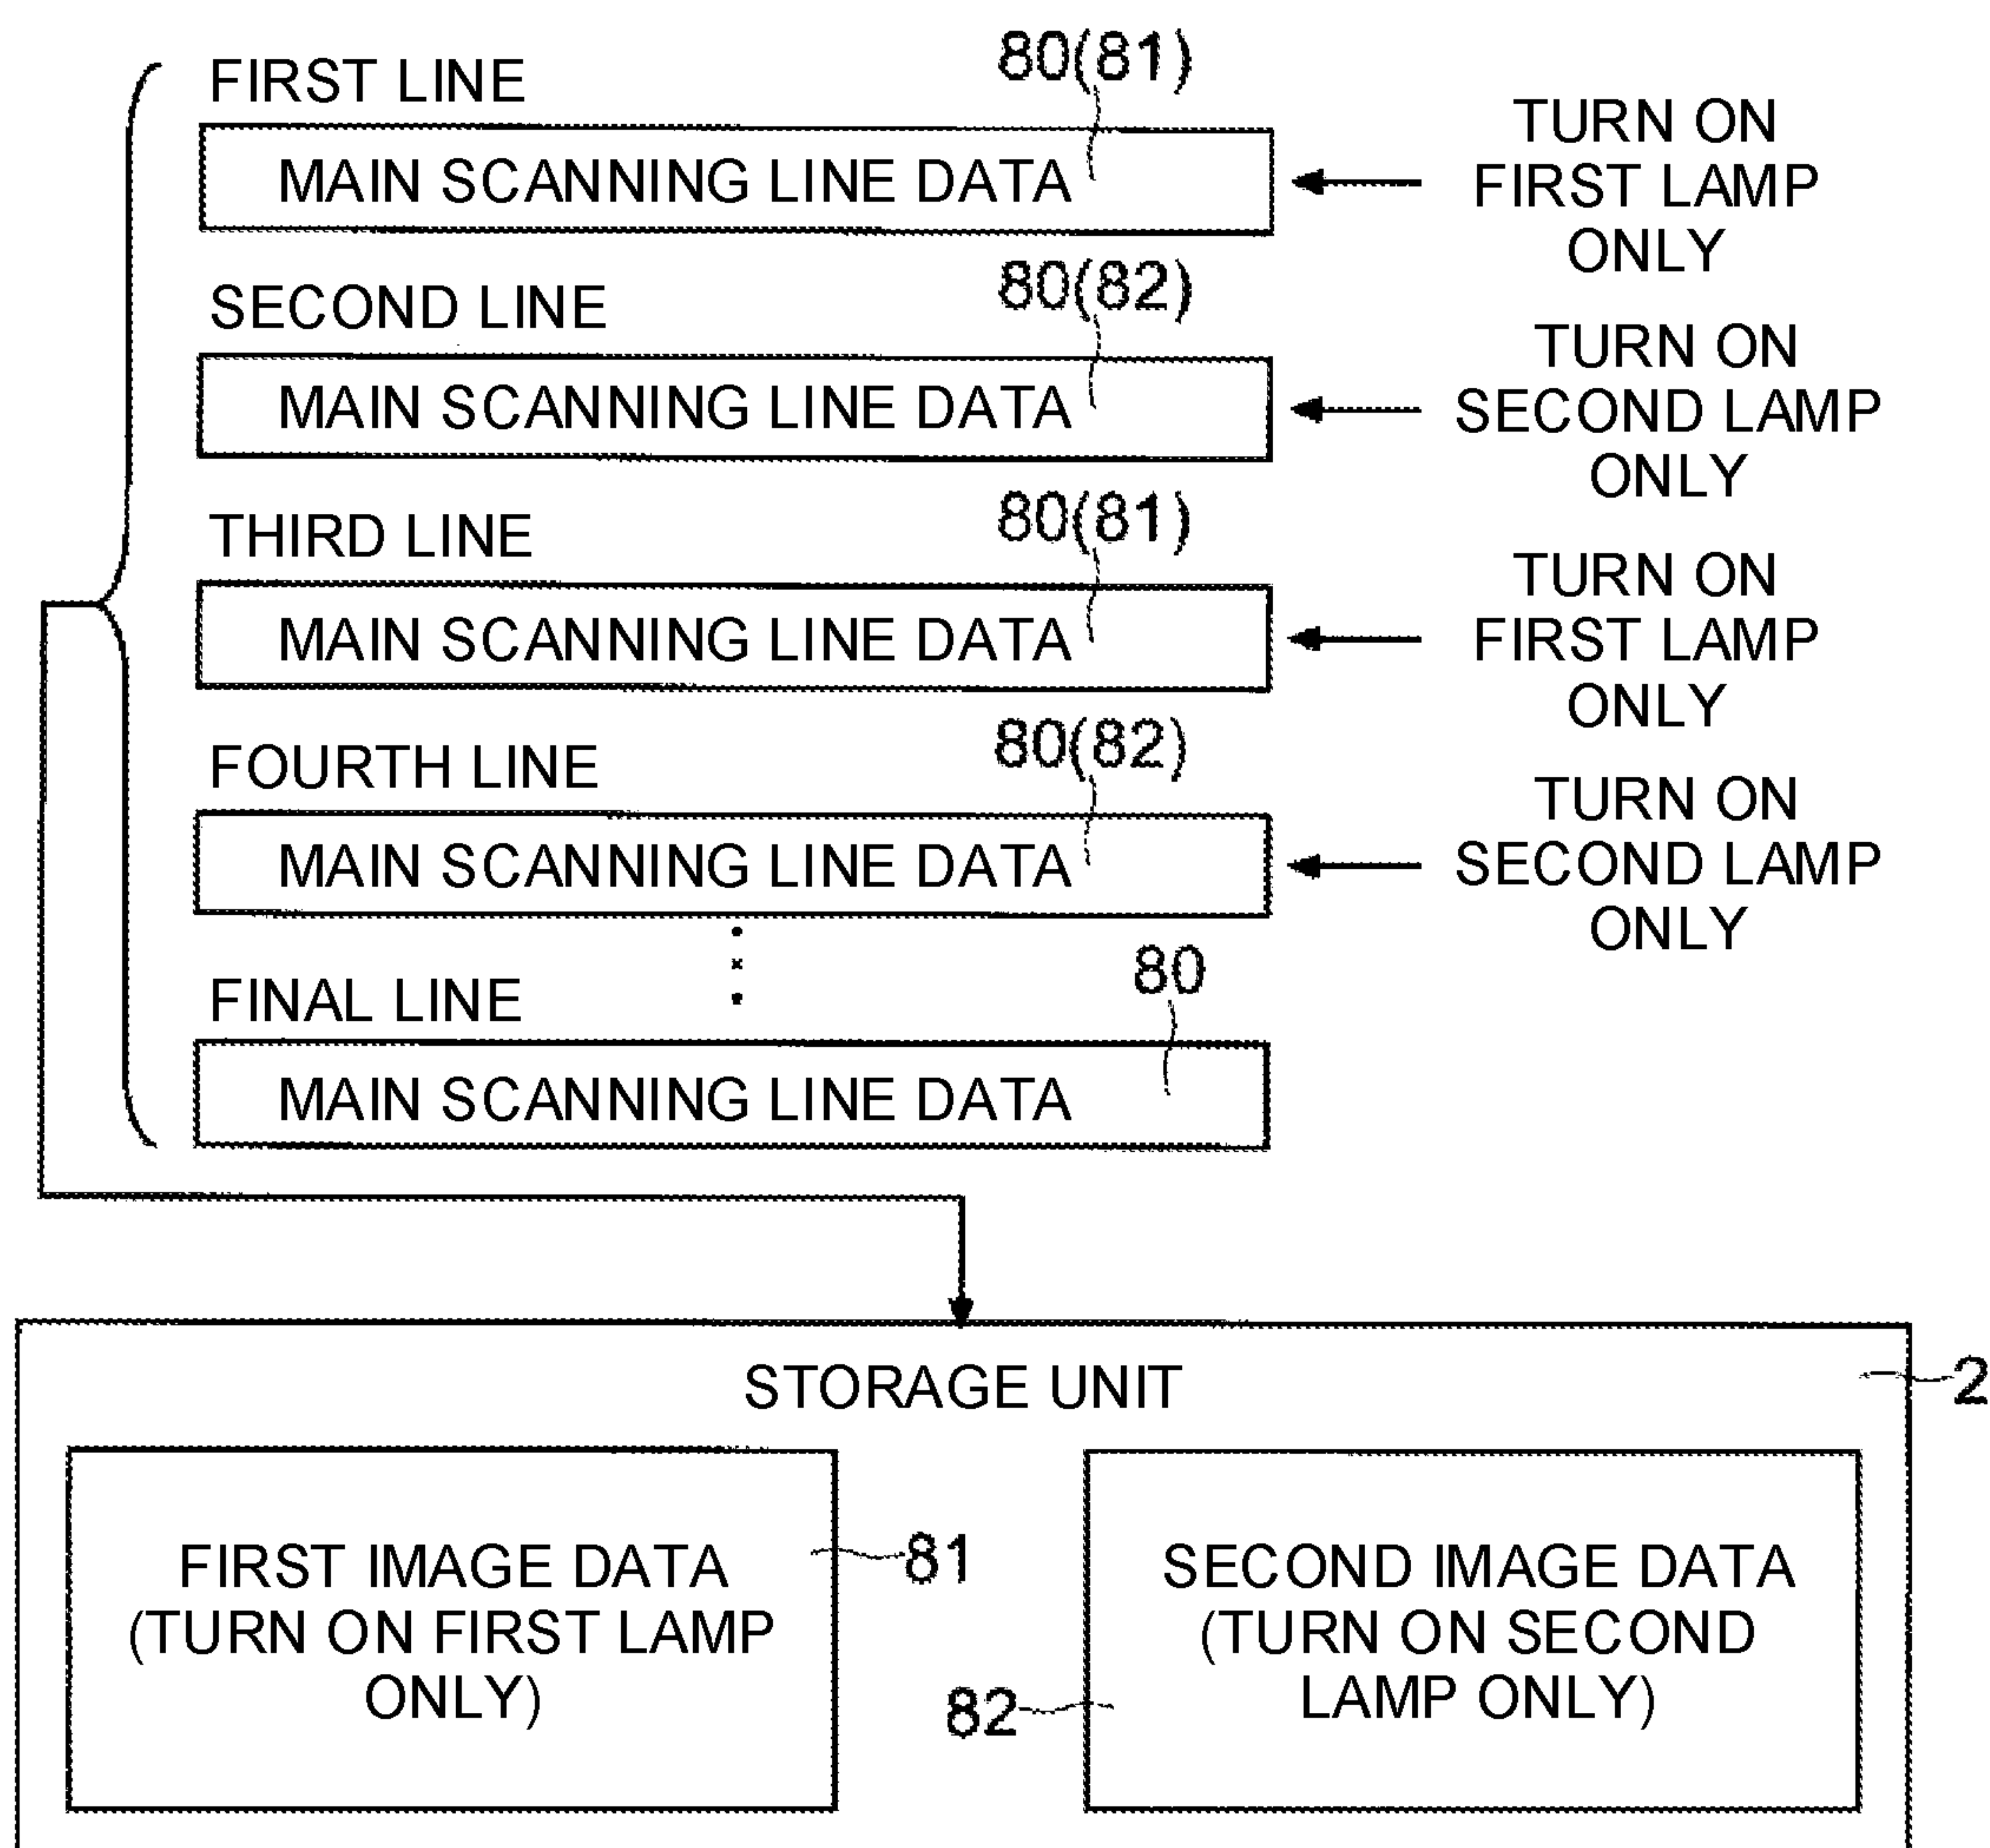 80(81)
FIRST LINE
MAIN SCANNING LINE DATA
TURN ON
FIRST LAMP
ONLY
80(82)
SECOND LINE
MAIN SCANNING LINE DATA
TURN ON
SECOND LAMP
ONLY
80(81)
THIRD LINE
MAIN SCANNING LINE DATA
TURN ON
FIRST LAMP
ONLY
80(82)
FOURTH LINE
MAIN SCANNING LINE DATA
TURN ON
SECOND LAMP
ONLY
80
FINAL LINE
MAIN SCANNING LINE DATA
STORAGE UNIT
2
FIRST IMAGE DATA
(TURN ON FIRST LAMP
ONLY)
81
SECOND IMAGE DATA
(TURN ON SECOND
LAMP ONLY)
82